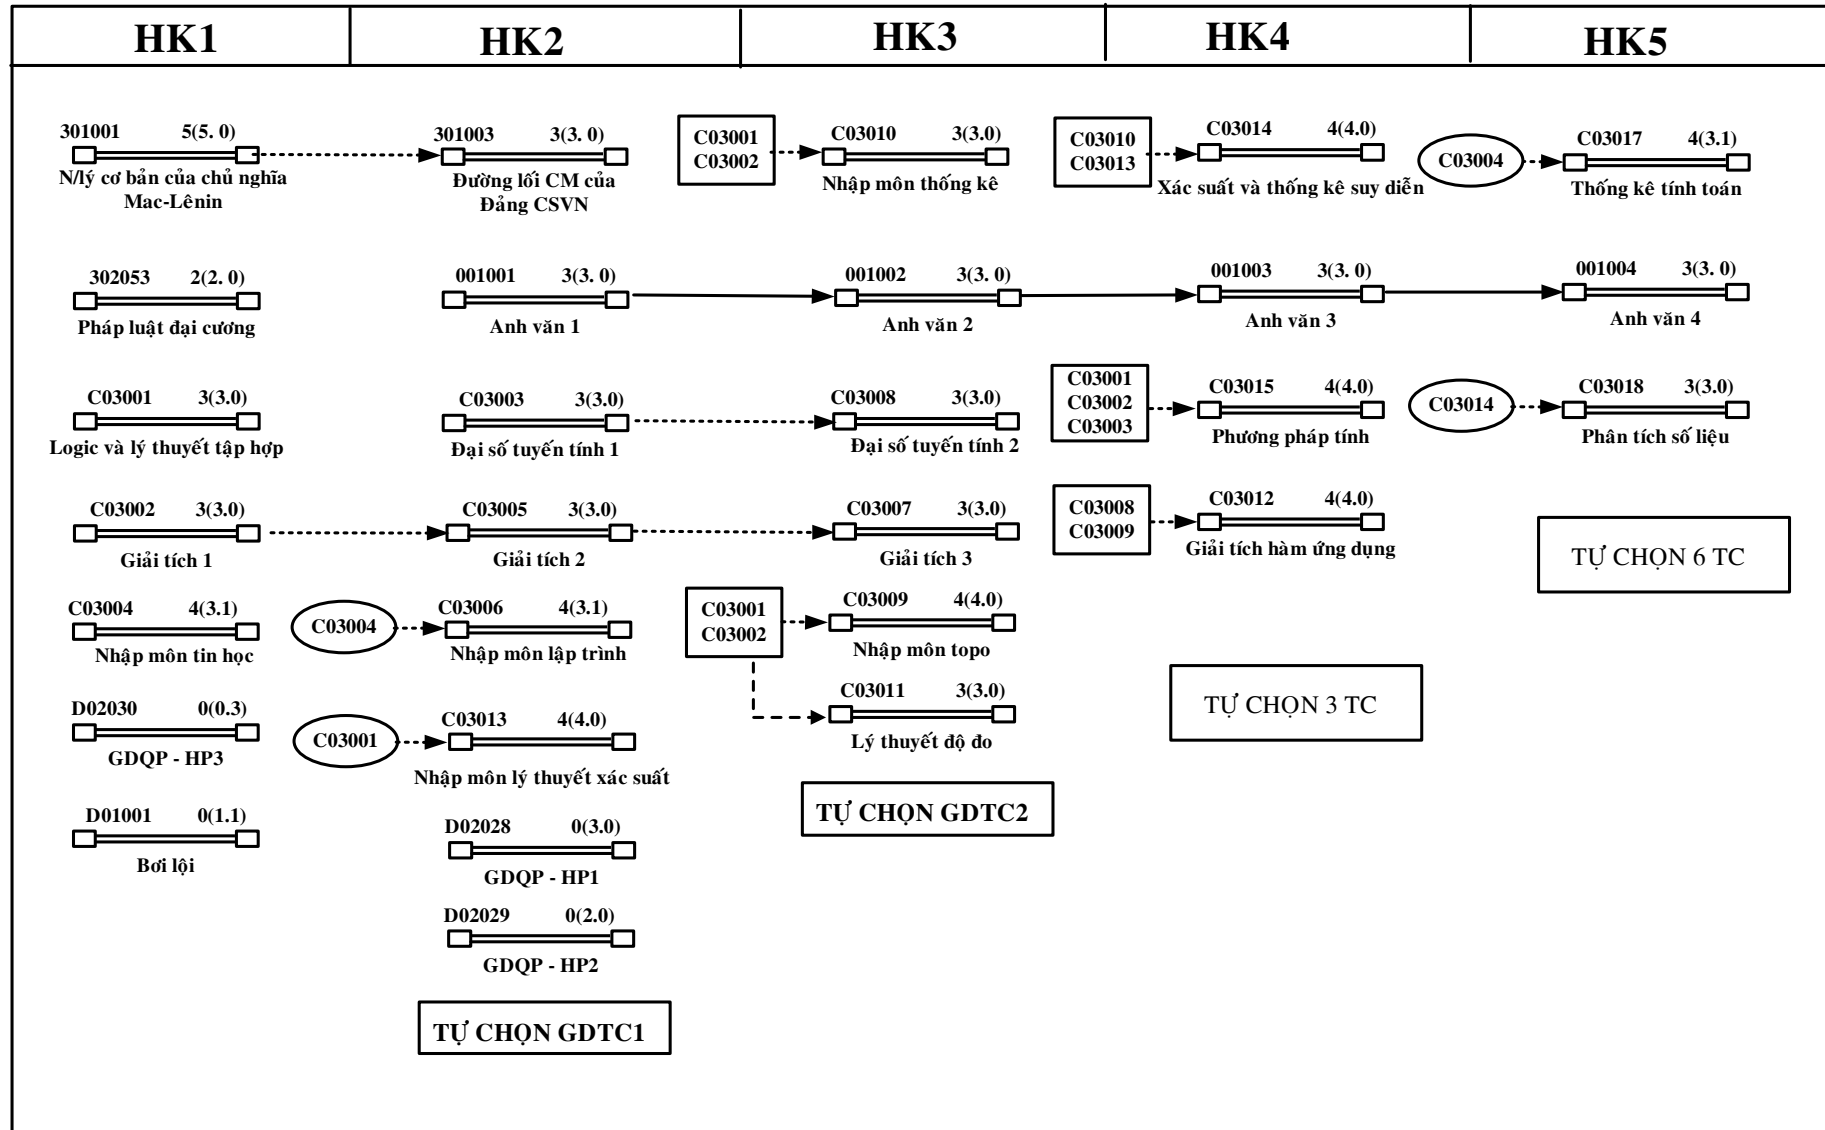 HK1
HK2
HK3
HK4
HK5
301001 5(5. 0)
N/lý cơ bản của chủ nghĩa
Mac-Lênin
301003 3(3. 0)
Đường lối CM của
Đảng CSVN
C03001
C03002
C03010 3(3.0)
Nhập môn thống kê
C03010
C03013
C03014 4(4.0)
Xác suất và thống kê suy diễn
C03004
C03017 4(3.1)
Thống kê tính toán
302053 2(2. 0)
Pháp luật đại cương
001001 3(3. 0)
Anh văn 1
001002 3(3. 0)
Anh văn 2
001003 3(3. 0)
Anh văn 3
001004 3(3. 0)
Anh văn 4
C03001 3(3.0)
Logic và lý thuyết tập hợp
C03003 3(3.0)
Đại số tuyến tính 1
C03008 3(3.0)
Đại số tuyến tính 2
C03001
C03002
C03003
C03015 4(4.0)
Phương pháp tính
C03014
C03018 3(3.0)
Phân tích số liệu
C03002 3(3.0)
Giải tích 1
C03005 3(3.0)
Giải tích 2
C03007 3(3.0)
Giải tích 3
C03008
C03009
C03012 4(4.0)
Giải tích hàm ứng dụng
TỰ CHỌN 6 TC
C03004 4(3.1)
Nhập môn tin học
C03004
C03006 4(3.1)
Nhập môn lập trình
C03001
C03002
C03009 4(4.0)
Nhập môn topo
C03011 3(3.0)
Lý thuyết độ đo
TỰ CHỌN 3 TC
D02030 0(0.3)
GDQP - HP3
C03001
C03013 4(4.0)
Nhập môn lý thuyết xác suất
TỰ CHỌN GDTC2
D01001 0(1.1)
Bơi lội
D02028 0(3.0)
GDQP - HP1
D02029 0(2.0)
GDQP - HP2
TỰ CHỌN GDTC1